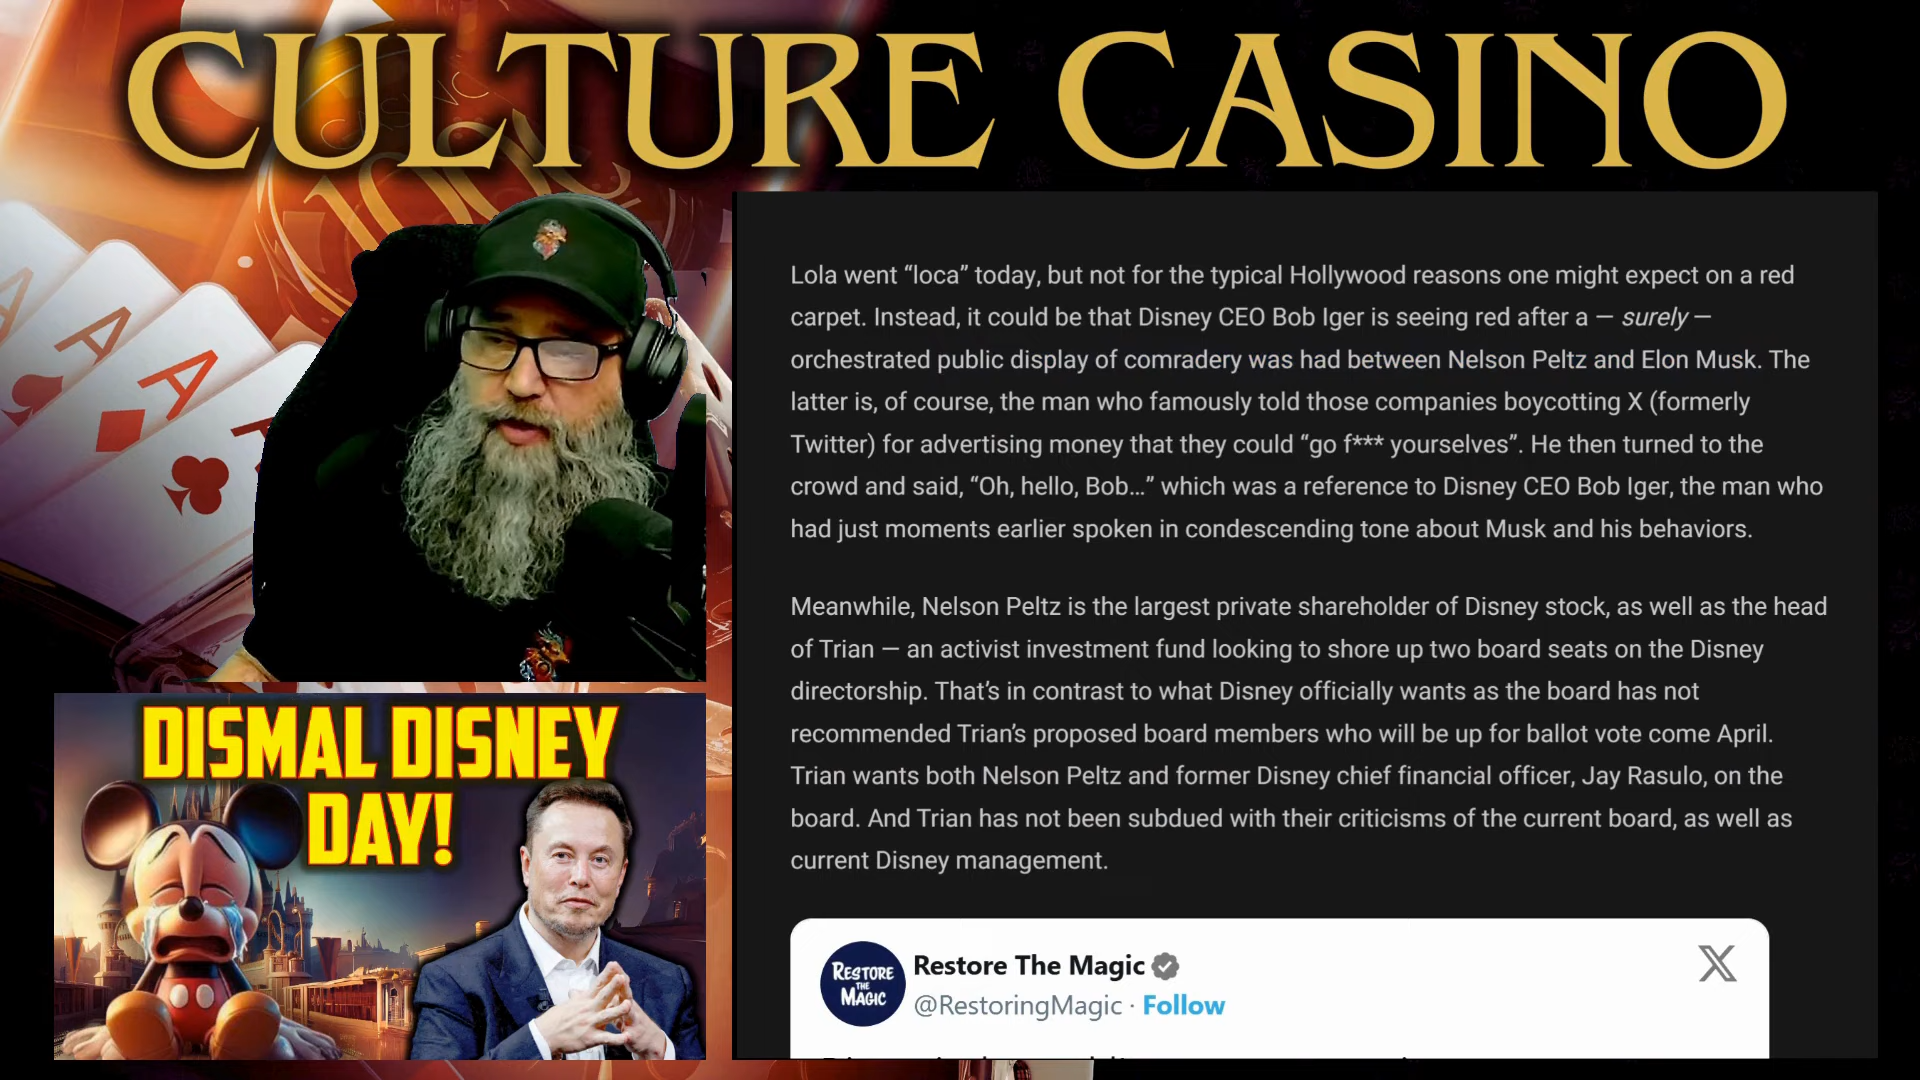 CULTURE CASINO
Lola went “loca” today, but not for the typical Hollywood reasons one might expect on a red
carpet. Instead, it could be that Disney CEO Bob Iger is seeing red after a — surely —
orchestrated public display of comradery was had between Nelson Peltz and Elon Musk. The
latter is, of course, the man who famously told those companies boycotting X (formerly
Twitter) for advertising money that they could “go f*** yourselves”. He then turned to the
crowd and said, “Oh, hello, Bob…” which was a reference to Disney CEO Bob Iger, the man who
had just moments earlier spoken in condescending tone about Musk and his behaviors.
Meanwhile, Nelson Peltz is the largest private shareholder of Disney stock, as well as the head
of Trian — an activist investment fund looking to shore up two board seats on the Disney
directorship. That’s in contrast to what Disney officially wants as the board has not
recommended Trian’s proposed board members who will be up for ballot vote come April.
Trian wants both Nelson Peltz and former Disney chief financial officer, Jay Rasulo, on the
board. And Trian has not been subdued with their criticisms of the current board, as well as
current Disney management.
RESTORE
THE
MAGIC
Restore The Magic
@RestoringMagic · Follow
DISMAL DISNEY
DAY!
A
A
A